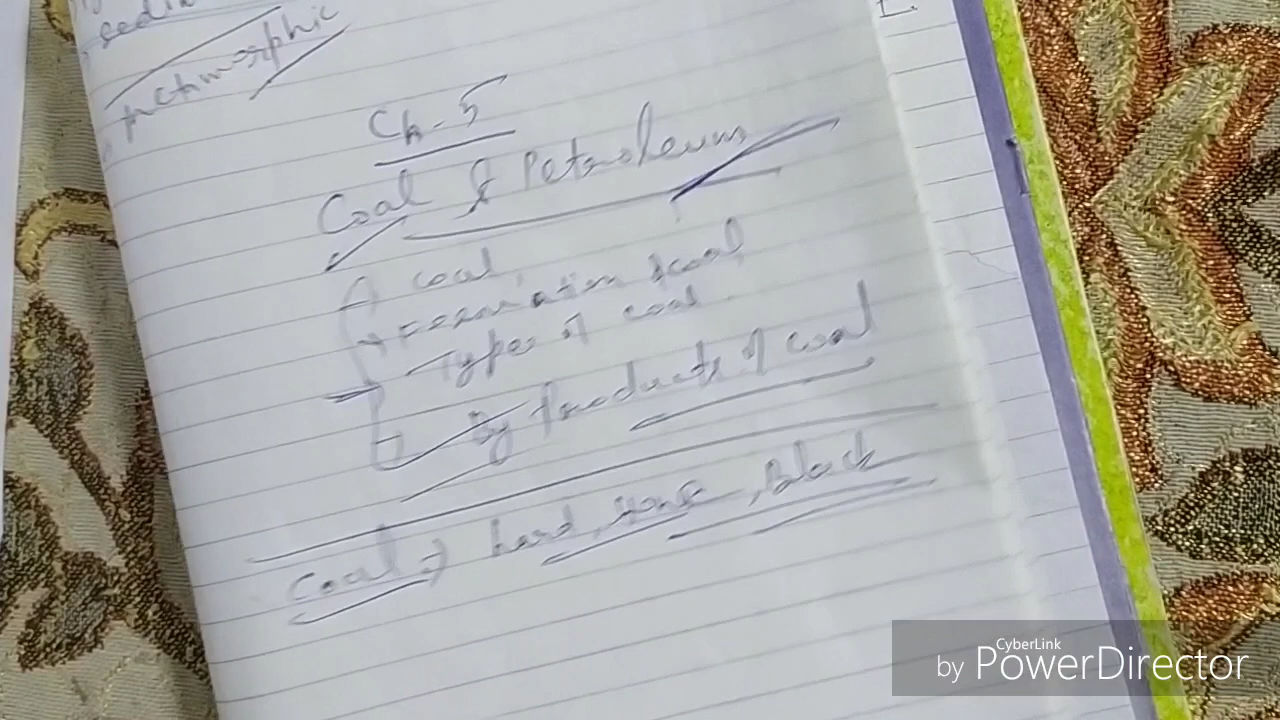 metamorphic
Ch-5
Coal & Petroleum
coal,
Formation of coal,
Types of coal
By Products of coal
Coal → hard, stone, Black
CyberLink
by PowerDirector